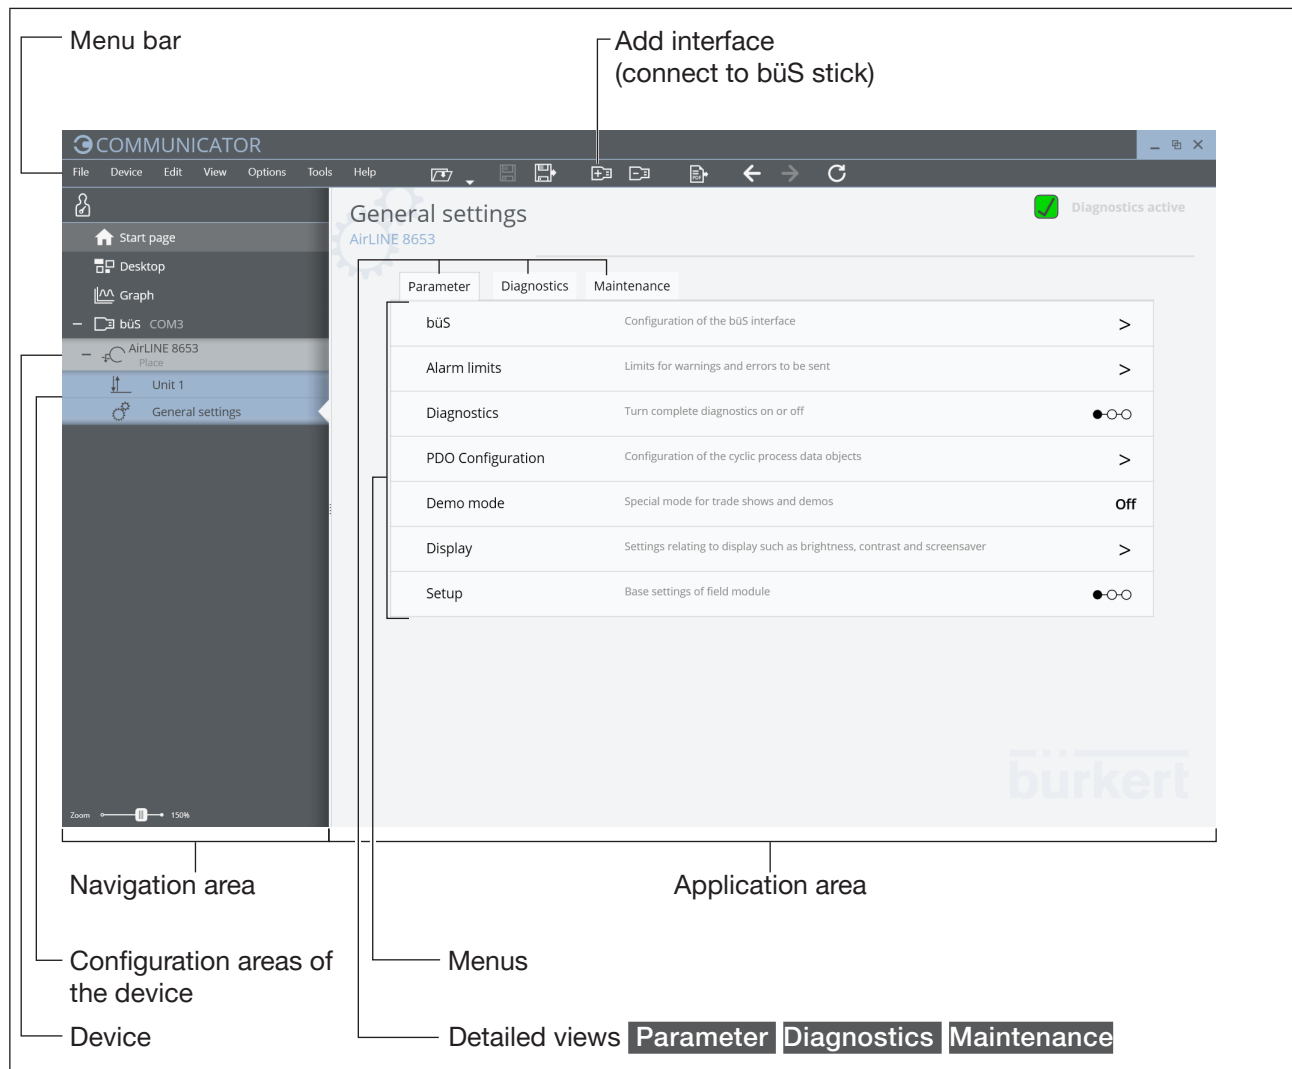 Menu bar
Add interface
(connect to büS stick)
COMMUNICATOR
File Device Edit View Options Tools Help
PDF
General settings
AirLINE 8653
Diagnostics active
Start page
Desktop
Graph
büS COM3
AirLINE 8653
Place
Unit 1
General settings
Parameter Diagnostics Maintenance
büS Configuration of the büS interface >
Alarm limits Limits for warnings and errors to be sent >
Diagnostics Turn complete diagnostics on or off
PDO Configuration Configuration of the cyclic process data objects >
Demo mode Special mode for trade shows and demos Off
Display Settings relating to display such as brightness, contrast and screensaver >
Setup Base settings of field module
bürkert
Zoom 150%
Navigation area
Application area
Configuration areas of
the device
Menus
Device
Detailed views Parameter Diagnostics Maintenance